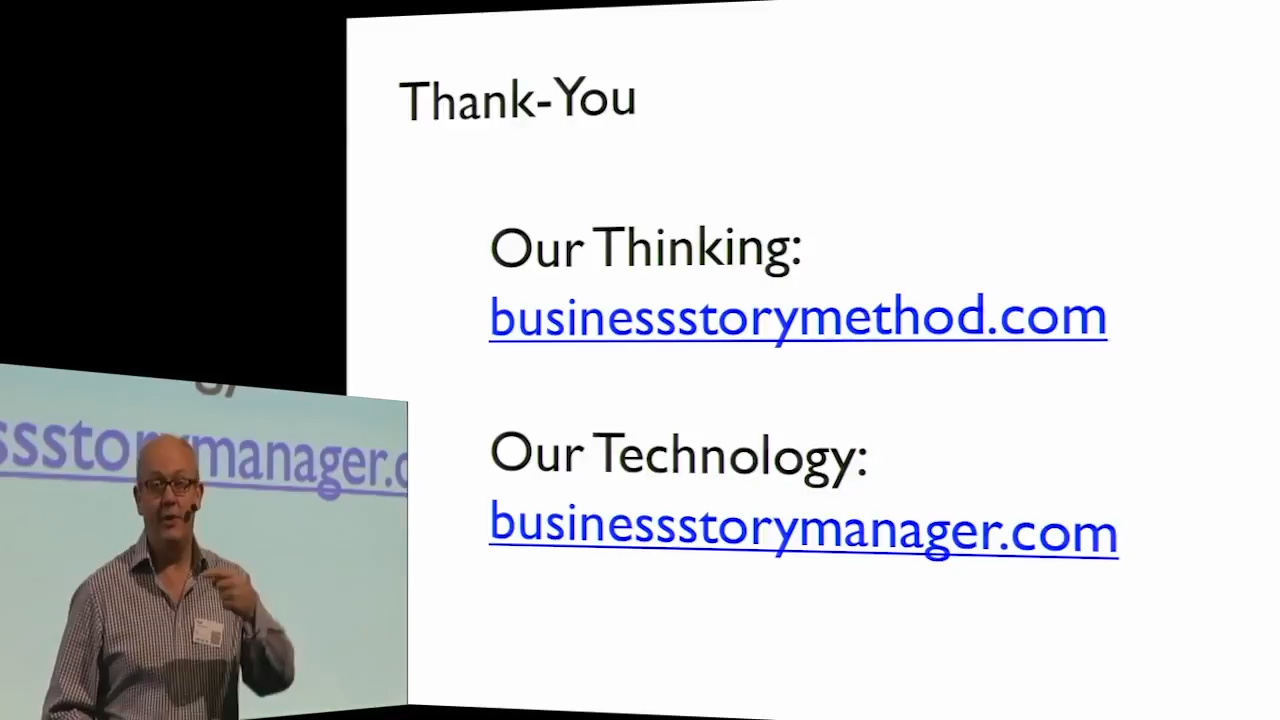 Thank-You
Our Thinking:
businessstorymethod.com
Our Technology:
businessstorymanager.com
ssstorymanager.c